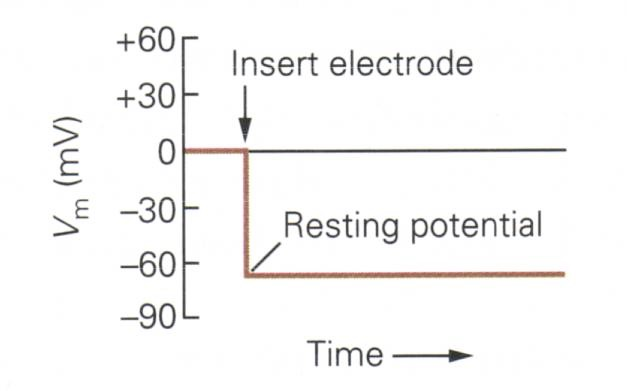 +60
Insert electrode
+30
0
Vm (mV)
–30
Resting potential
–60
–90
Time